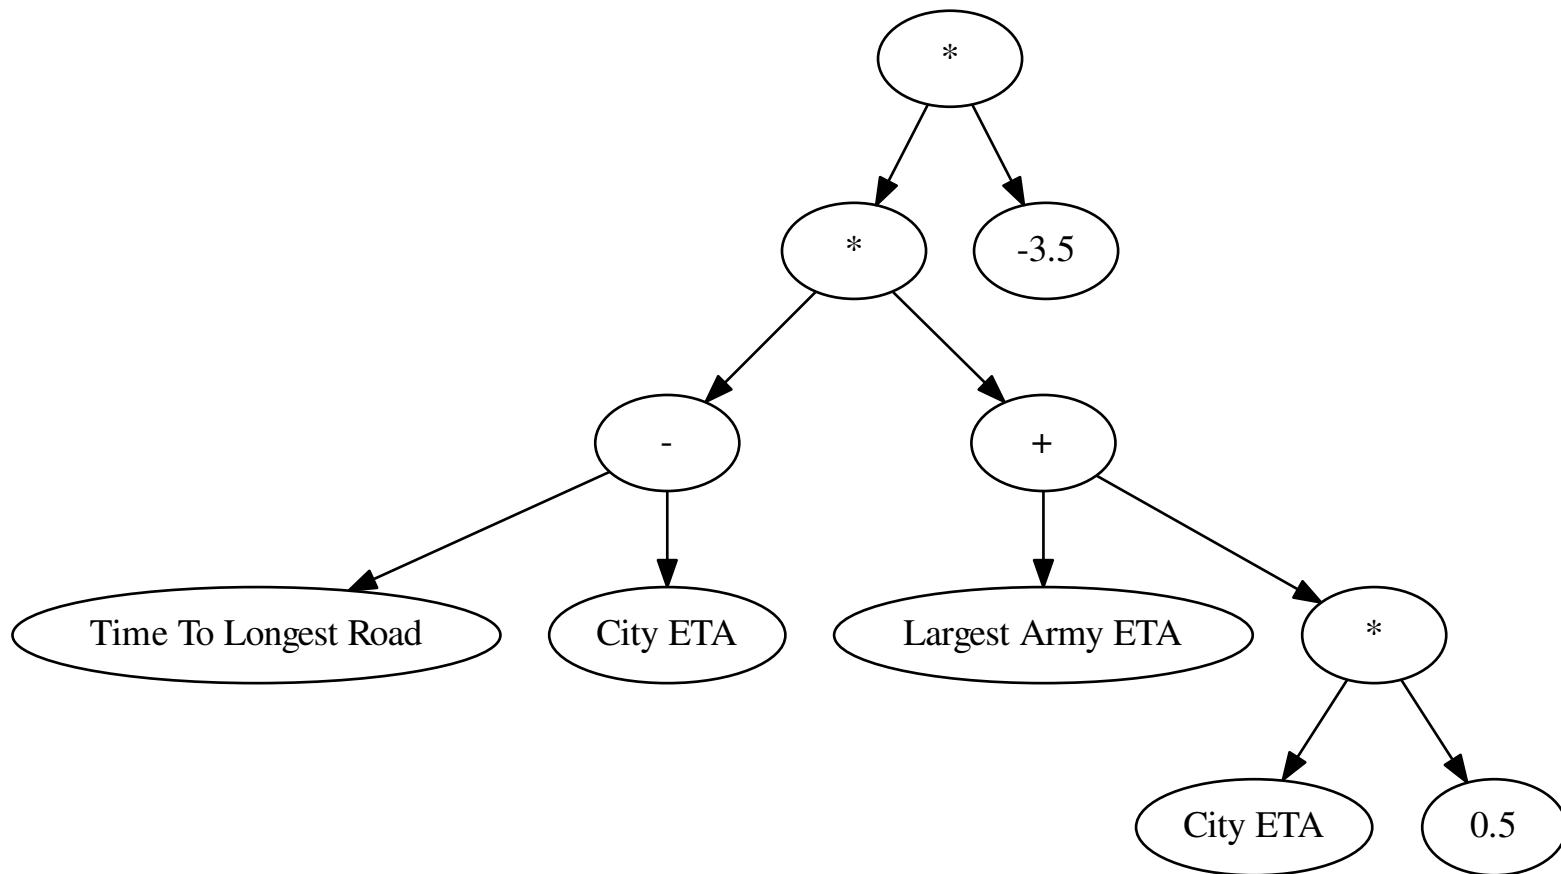 *
*
-3.5
-
+
Time To Longest Road
City ETA
Largest Army ETA
*
City ETA
0.5